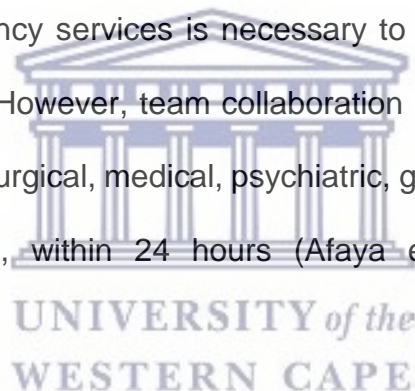 ncy services is necessary to
However, team collaboration
urgical, medical, psychiatric, g
, within 24 hours (Afaya e
UNIVERSITY of the
WESTERN CAPE